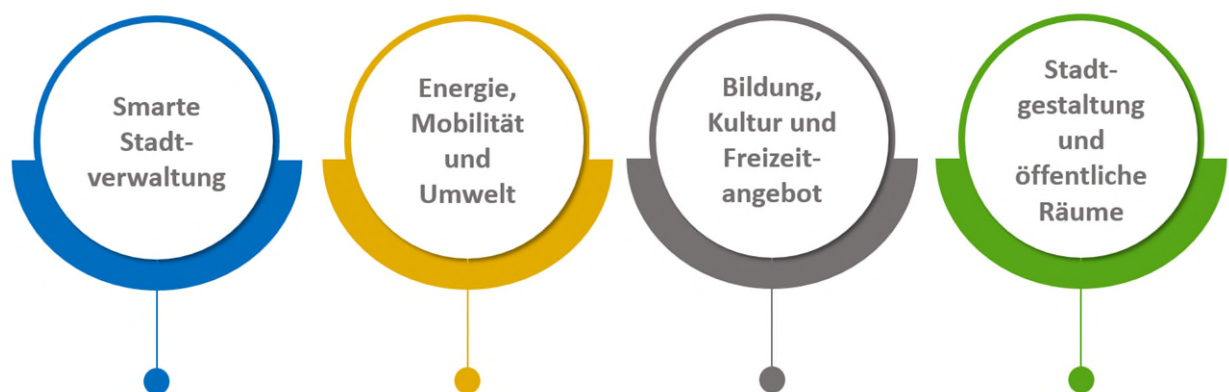 Smarte
Stadt-
verwaltung
Energie,
Mobilität
und
Umwelt
Bildung,
Kultur und
Freizeit-
angebot
Stadt-
gestaltung
und
öffentliche
Räume